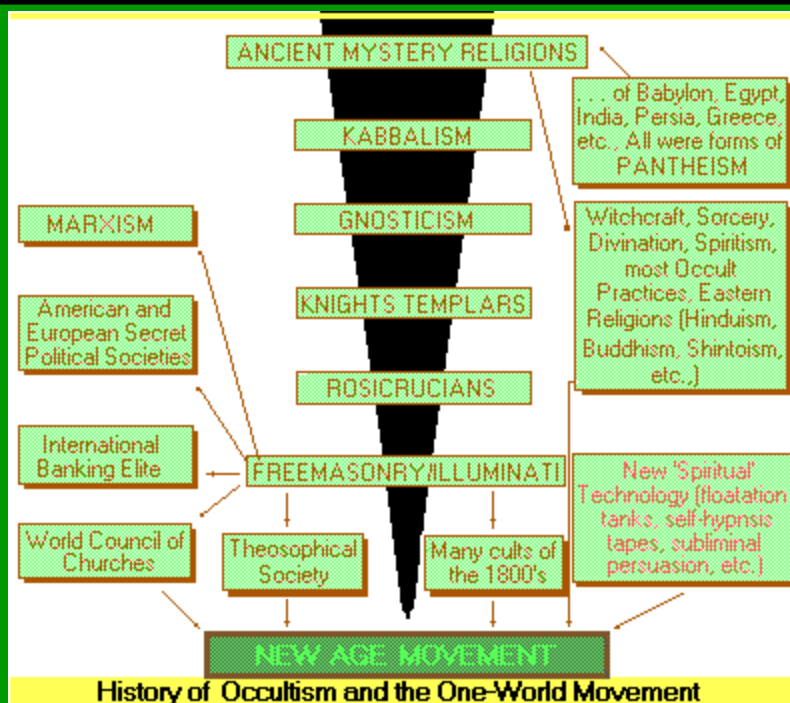 ANCIENT MYSTERY RELIGIONS
. . . of Babylon, Egypt,
India, Persia, Greece,
etc., All were forms of
PANTHEISM
KABBALISM
MARXISM
GNOSTICISM
Witchcraft, Sorcery,
Divination, Spiritism,
most Occult
Practices, Eastern
Religions (Hinduism,
Buddhism, Shintoism,
etc.,)
American and
European Secret
Political Societies
KNIGHTS TEMPLARS
ROSICRUCIANS
International
Banking Elite
FREEMASONRY/ILLUMINATI
New 'Spiritual'
Technology (floatation
tanks, self-hypnsis
tapes, subliminal
persuasion, etc.)
World Council of
Churches
Theosophical
Society
Many cults of
the 1800's
NEW AGE MOVEMENT
History of Occultism and the One-World Movement